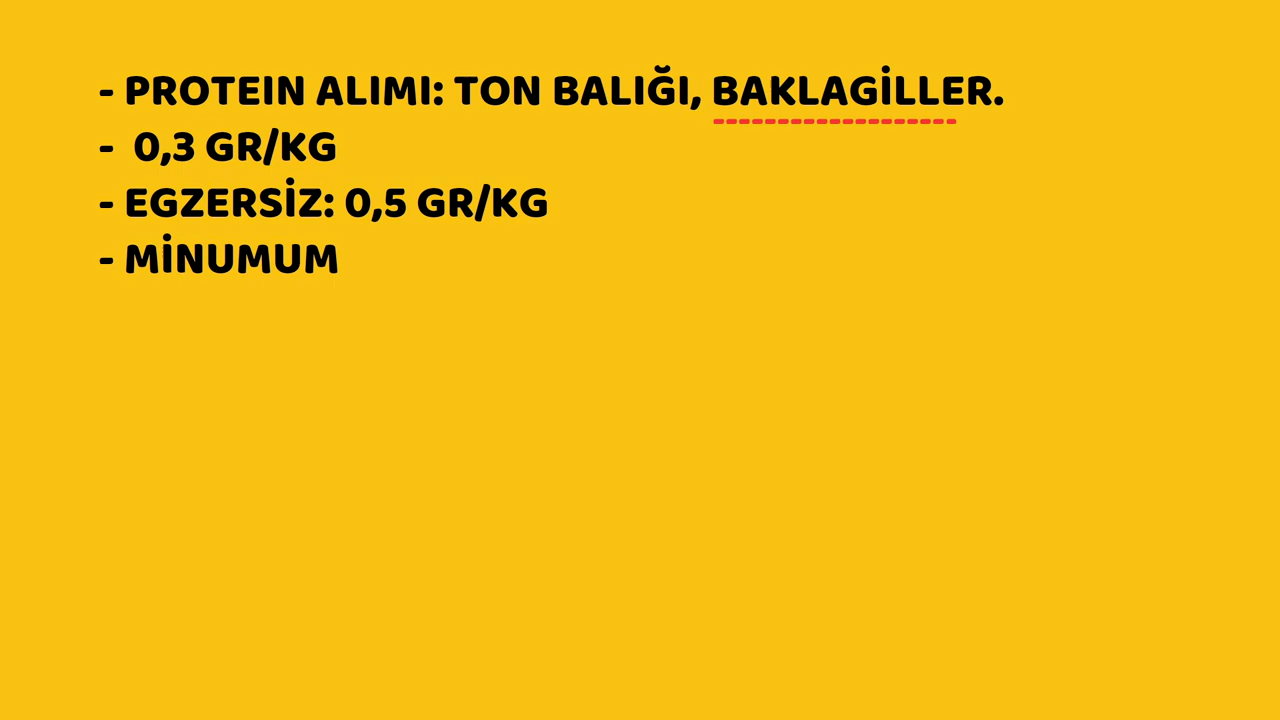 - PROTEIN ALIMI: TON BALIĞI, BAKLAGİLLER.
-  0,3 GR/KG
- EGZERSİZ: 0,5 GR/KG
- MİNUMUM